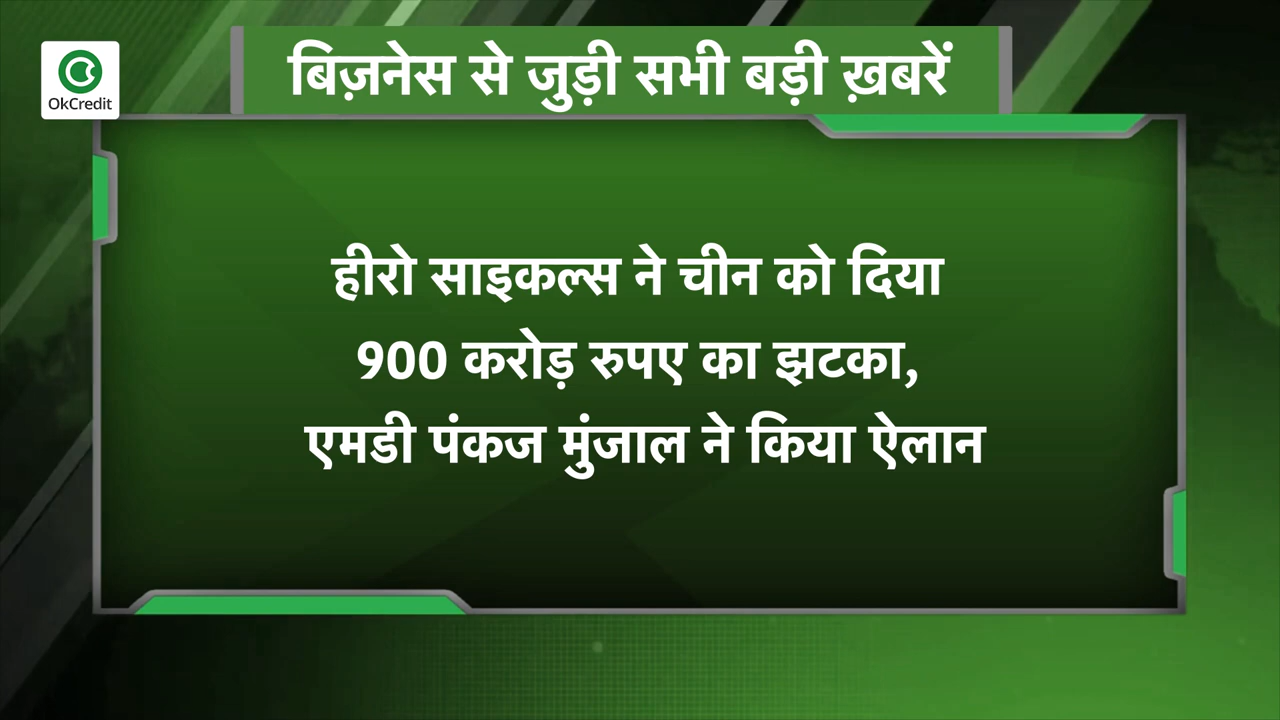 OkCredit
बिज़नेस से जुड़ी सभी बड़ी ख़बरें
हीरो साइकल्स ने चीन को दिया
900 करोड़ रुपए का झटका,
एमडी पंकज मुंजाल ने किया ऐलान